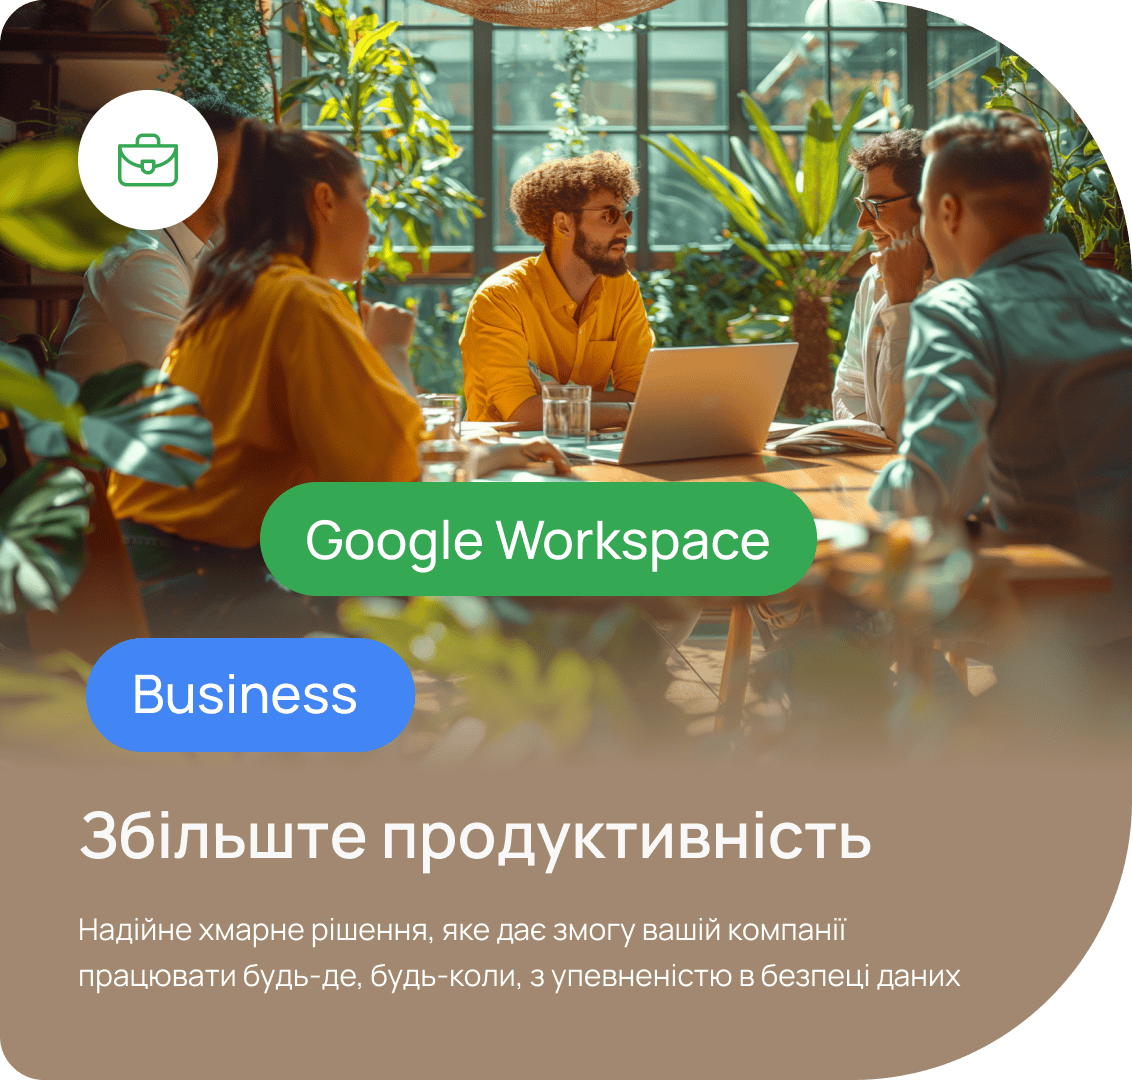 Google Workspace
Business
Збільште продуктивність
Надійне хмарне рішення, яке дає змогу вашій компанії
працювати будь-де, будь-коли, з упевненістю в безпеці даних